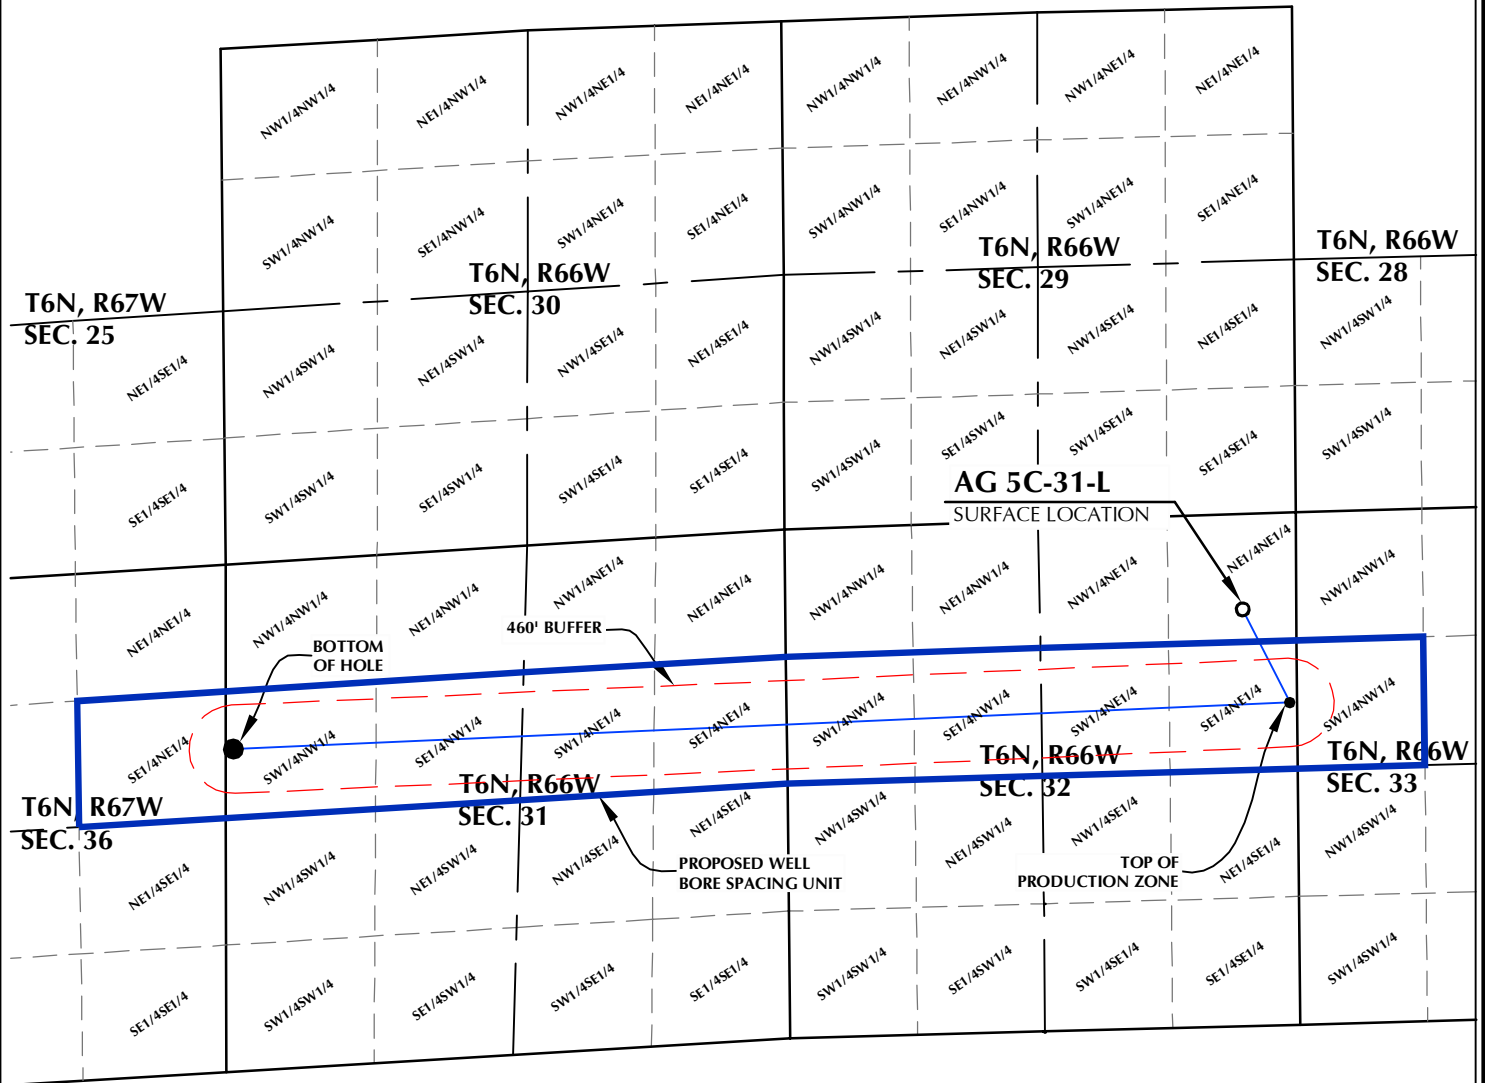 NW1/4NW1/4 NE1/4NW1/4 NW1/4NE1/4 NE1/4NE1/4 NW1/4NW1/4 NE1/4NW1/4 NW1/4NE1/4 NE1/4NE1/4
SW1/4NW1/4 SE1/4NW1/4 SW1/4NE1/4 SE1/4NE1/4 SW1/4NW1/4 SE1/4NW1/4 SW1/4NE1/4 SE1/4NE1/4
T6N, R67W
SEC. 25
T6N, R66W
SEC. 30
T6N, R66W
SEC. 29
T6N, R66W
SEC. 28
NE1/4SE1/4 NW1/4SW1/4 NE1/4SW1/4 NW1/4SE1/4 NE1/4SE1/4 NW1/4SW1/4 NE1/4SW1/4 NW1/4SE1/4 NE1/4SE1/4 NW1/4SW1/4
SE1/4SE1/4 SW1/4SW1/4 SE1/4SW1/4 SW1/4SE1/4 SE1/4SE1/4 SW1/4SW1/4 SE1/4SW1/4 SW1/4SE1/4 SE1/4SE1/4 SW1/4SW1/4
AG 5C-31-L
SURFACE LOCATION
NE1/4NE1/4 NW1/4NW1/4 NE1/4NW1/4 NW1/4NE1/4 NE1/4NE1/4 NW1/4NW1/4 NE1/4NW1/4 NW1/4NE1/4 NE1/4NE1/4 NW1/4NW1/4
460' BUFFER
BOTTOM
OF HOLE
SE1/4NE1/4 SW1/4NW1/4 SE1/4NW1/4 SW1/4NE1/4 SE1/4NE1/4 SW1/4NW1/4 SE1/4NW1/4 SW1/4NE1/4 SE1/4NE1/4 SW1/4NW1/4
T6N, R67W
SEC. 36
T6N, R66W
SEC. 31
T6N, R66W
SEC. 32
T6N, R66W
SEC. 33
NE1/4SE1/4 NW1/4SW1/4 NE1/4SW1/4 NW1/4SE1/4 NE1/4SE1/4 NW1/4SW1/4 NE1/4SW1/4 NW1/4SE1/4 NE1/4SE1/4 NW1/4SW1/4
PROPOSED WELL
BORE SPACING UNIT
TOP OF
PRODUCTION ZONE
SE1/4SE1/4 SW1/4SW1/4 SE1/4SW1/4 SW1/4SE1/4 SE1/4SE1/4 SW1/4SW1/4 SE1/4SW1/4 SW1/4SE1/4 SE1/4SE1/4 SW1/4SW1/4